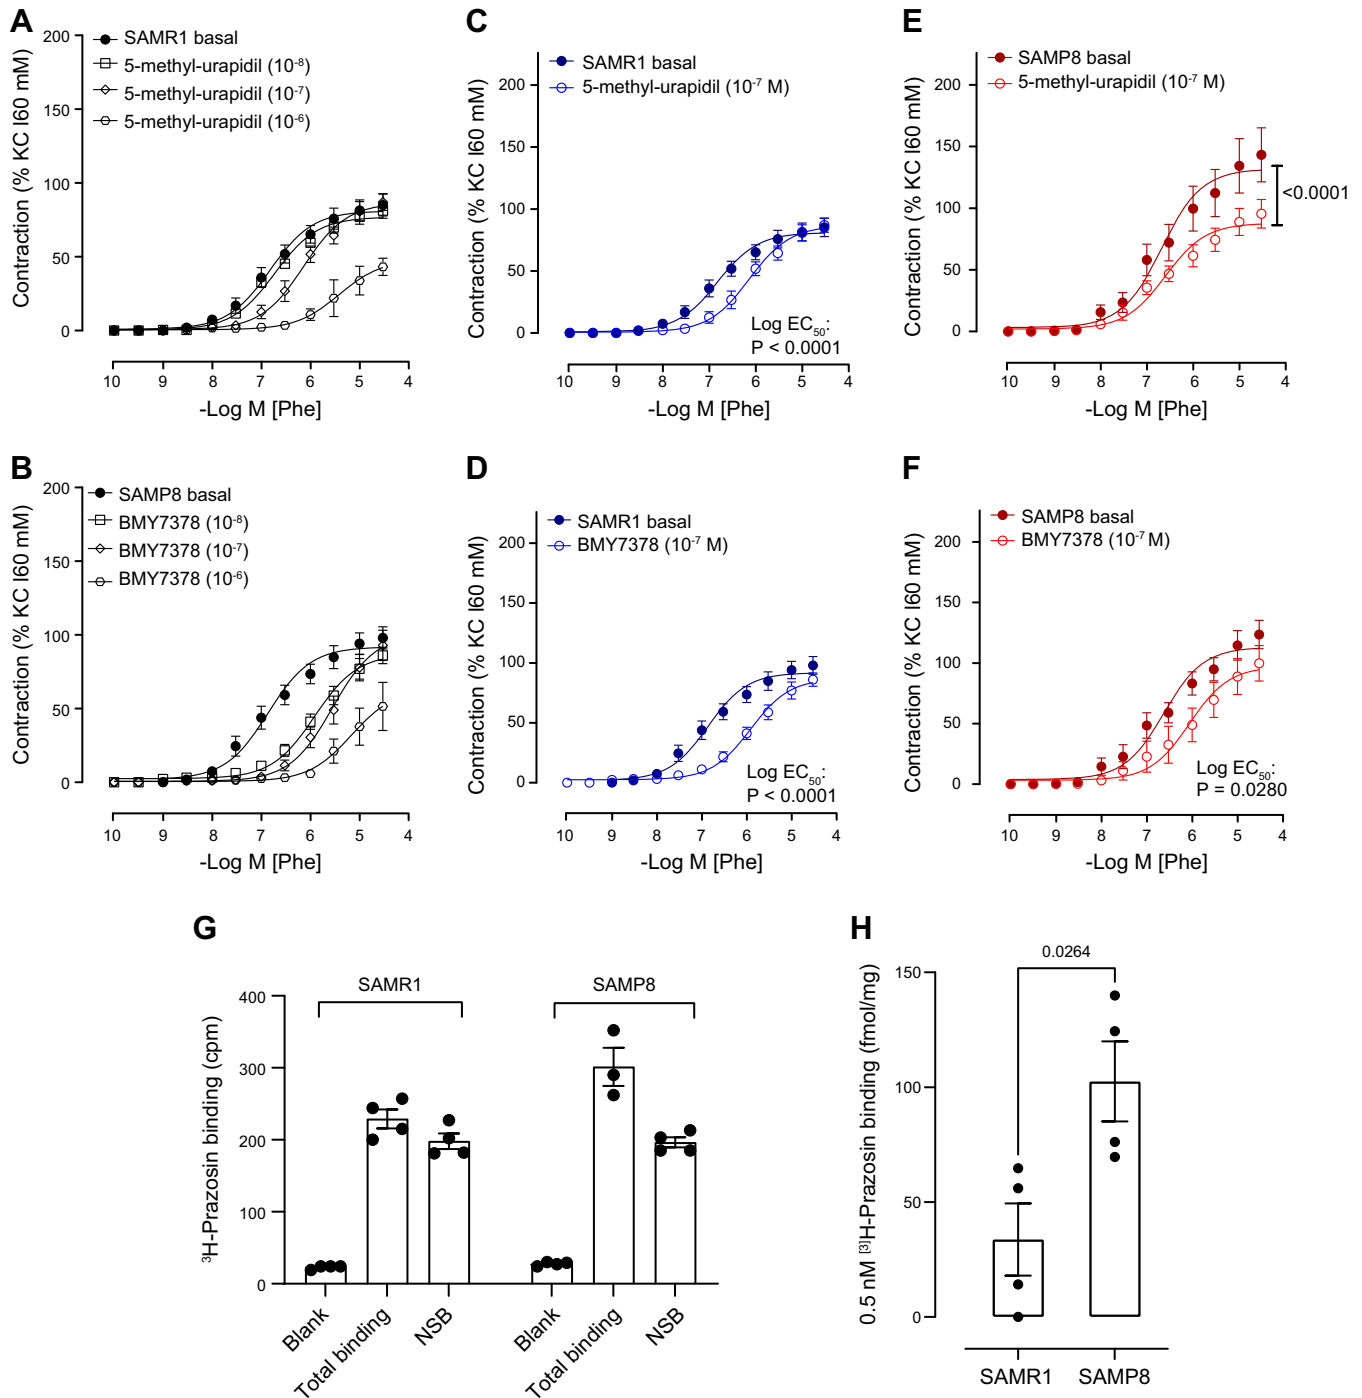 A
SAMR1 basal
5-methyl-urapidil (10⁻⁸)
5-methyl-urapidil (10⁻⁷)
5-methyl-urapidil (10⁻⁶)
Contraction (% KC l60 mM)
200
150
100
50
0
10 9 8 7 6 5 4
-Log M [Phe]
C
SAMR1 basal
5-methyl-urapidil (10⁻⁷ M)
Contraction (% KC l60 mM)
200
150
100
50
0
Log EC₅₀:
P < 0.0001
10 9 8 7 6 5 4
-Log M [Phe]
E
SAMP8 basal
5-methyl-urapidil (10⁻⁷ M)
Contraction (% KC l60 mM)
200
150
100
50
0
<0.0001
10 9 8 7 6 5 4
-Log M [Phe]
B
SAMP8 basal
BMY7378 (10⁻⁸)
BMY7378 (10⁻⁷)
BMY7378 (10⁻⁶)
Contraction (% KC l60 mM)
200
150
100
50
0
10 9 8 7 6 5 4
-Log M [Phe]
D
SAMR1 basal
BMY7378 (10⁻⁷ M)
Contraction (% KC l60 mM)
200
150
100
50
0
Log EC₅₀:
P < 0.0001
10 9 8 7 6 5 4
-Log M [Phe]
F
SAMP8 basal
BMY7378 (10⁻⁷ M)
Contraction (% KC l60 mM)
200
150
100
50
0
Log EC₅₀:
P = 0.0280
10 9 8 7 6 5 4
-Log M [Phe]
G
SAMR1 SAMP8
³H-Prazosin binding (cpm)
400
300
200
100
0
Blank Total binding NSB Blank Total binding NSB
H
0.0264
0.5 nM [³]H-Prazosin binding (fmol/mg)
150
100
50
0
SAMR1 SAMP8